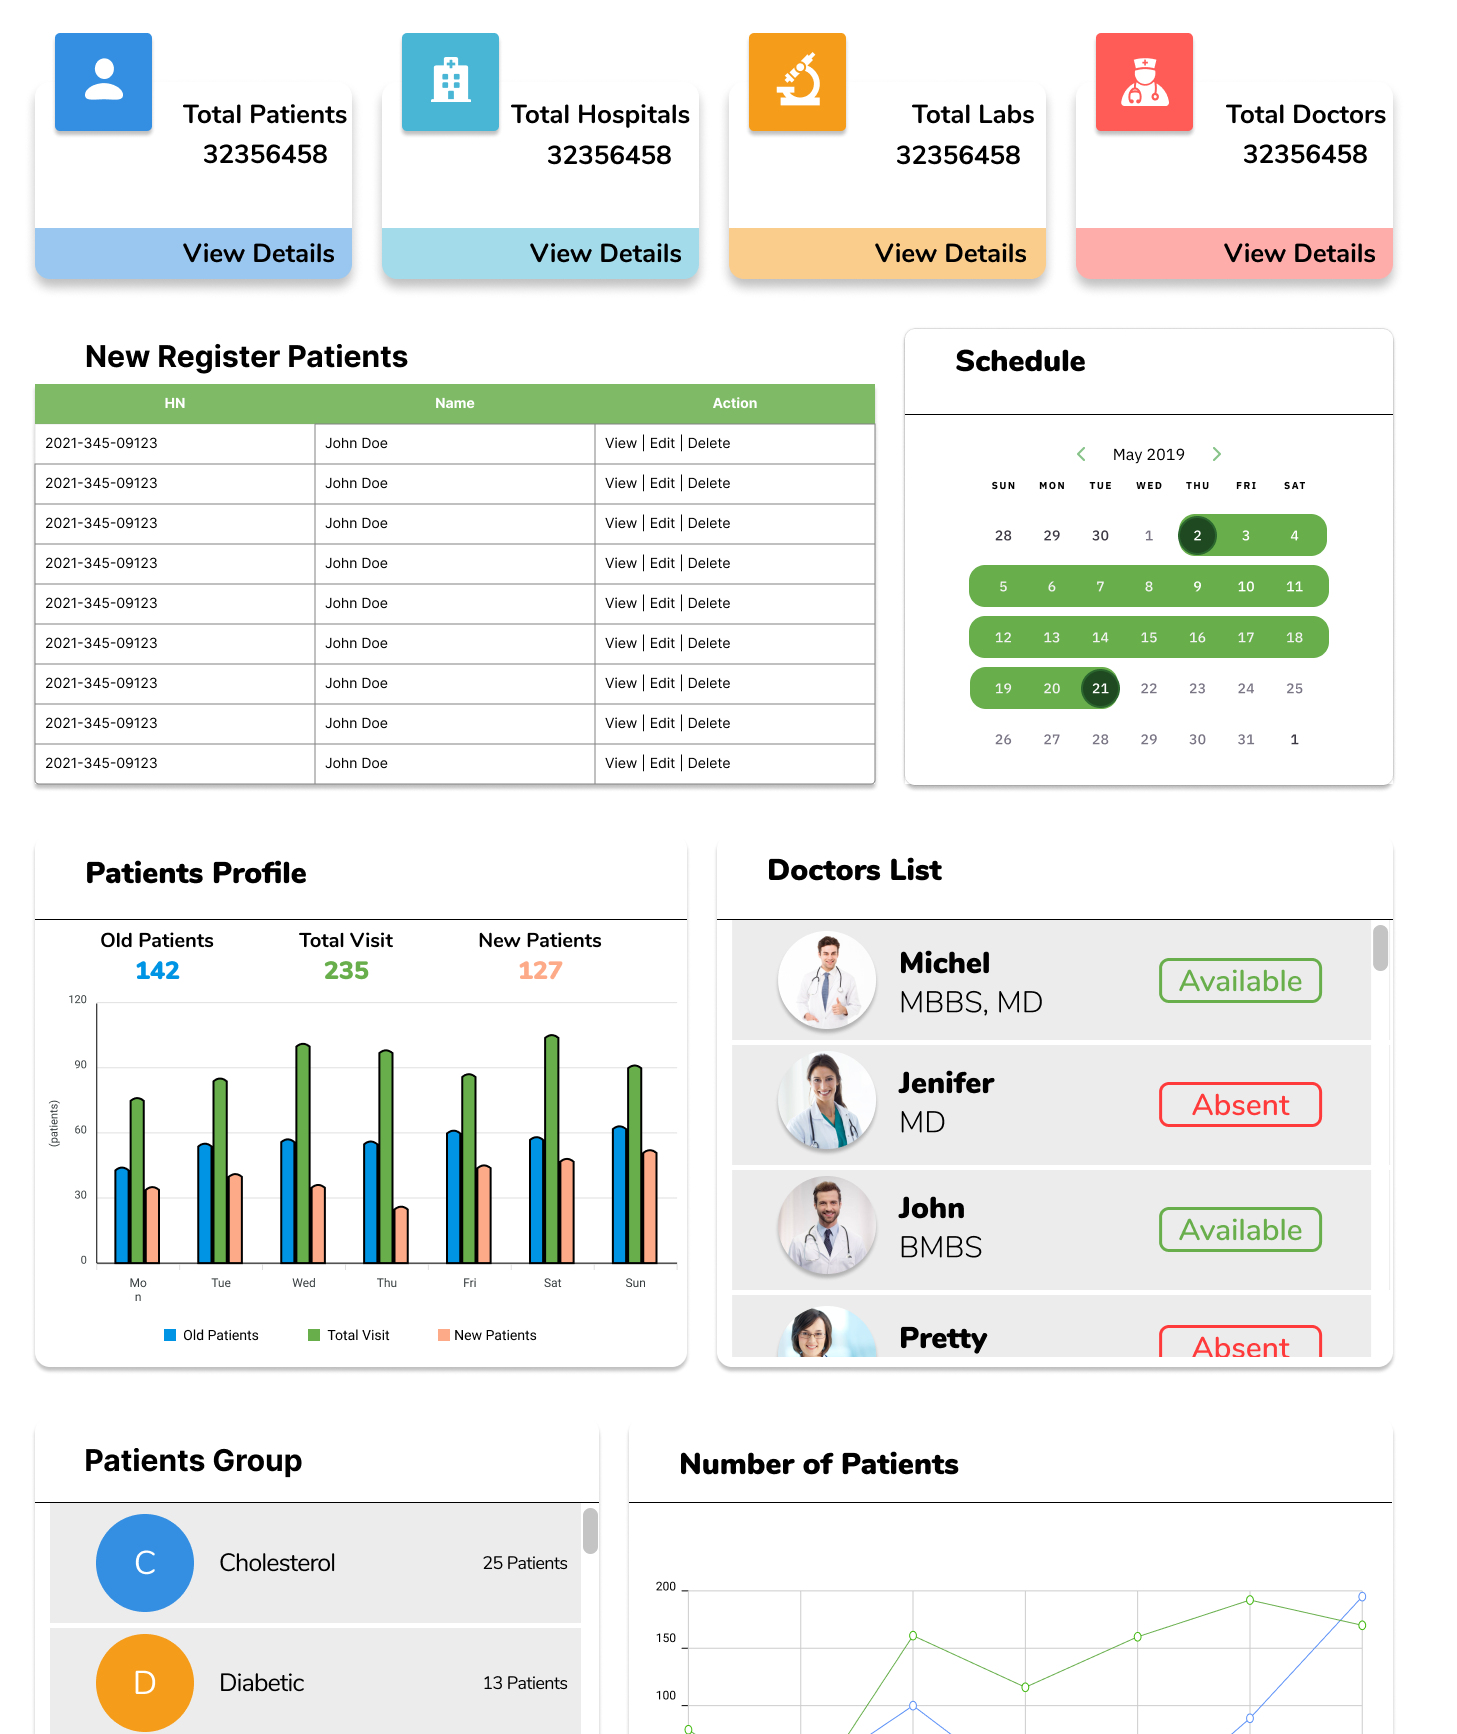 Total Patients
32356458
View Details
Total Hospitals
32356458
View Details
Total Labs
32356458
View Details
Total Doctors
32356458
View Details
New Register Patients
HN Name Action
2021-345-09123 John Doe View | Edit | Delete
2021-345-09123 John Doe View | Edit | Delete
2021-345-09123 John Doe View | Edit | Delete
2021-345-09123 John Doe View | Edit | Delete
2021-345-09123 John Doe View | Edit | Delete
2021-345-09123 John Doe View | Edit | Delete
2021-345-09123 John Doe View | Edit | Delete
2021-345-09123 John Doe View | Edit | Delete
2021-345-09123 John Doe View | Edit | Delete
Schedule
May 2019
SUN MON TUE WED THU FRI SAT
28 29 30 1 2 3 4
5 6 7 8 9 10 11
12 13 14 15 16 17 18
19 20 21 22 23 24 25
26 27 28 29 30 31 1
Patients Profile
Old Patients Total Visit New Patients
142 235 127
120
90
60
30
0
(patients)
Mo
n
Tue Wed Thu Fri Sat Sun
Old Patients Total Visit New Patients
Doctors List
Michel
MBBS, MD
Available
Jenifer
MD
Absent
John
BMBS
Available
Pretty
Absent
Patients Group
C Cholesterol 25 Patients
D Diabetic 13 Patients
Number of Patients
200
150
100